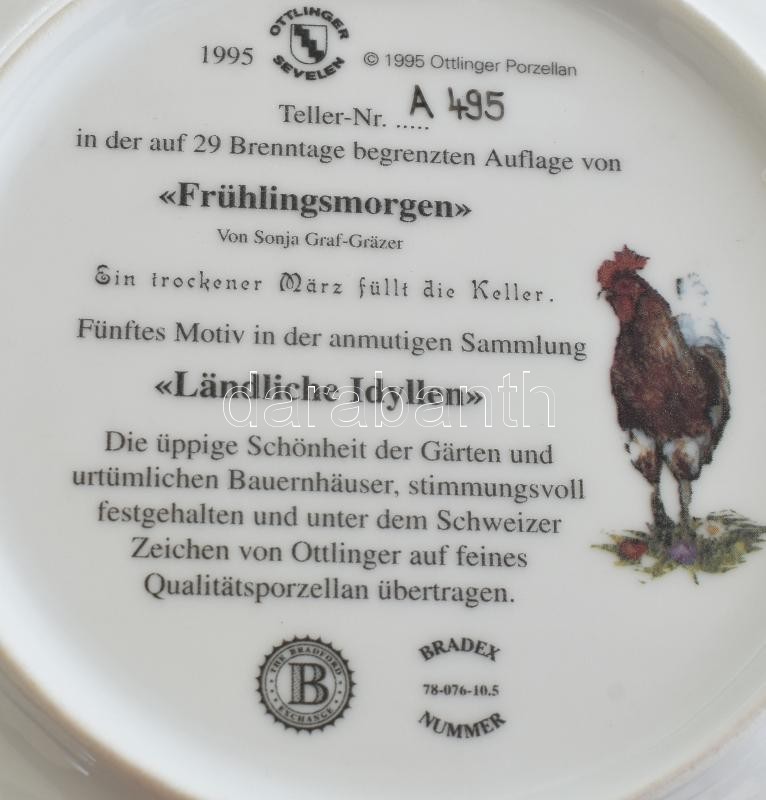 OTTLINGER
SEVELEN
1995
© 1995 Ottlinger Porzellan
Teller-Nr. ..... A 495
in der auf 29 Brenntage begrenzten Auflage von
«Frühlingsmorgen»
Von Sonja Graf-Gräzer
Ein trockener März füllt die Keller.
Fünftes Motiv in der anmutigen Sammlung
«Ländliche Idyllen»
darabanth
Die üppige Schönheit der Gärten und
urtümlichen Bauernhäuser, stimmungsvoll
festgehalten und unter dem Schweizer
Zeichen von Ottlinger auf feines
Qualitätsporzellan übertragen.
THE BRADFORD
B
EXCHANGE
BRADEX
78-076-10.5
NUMMER